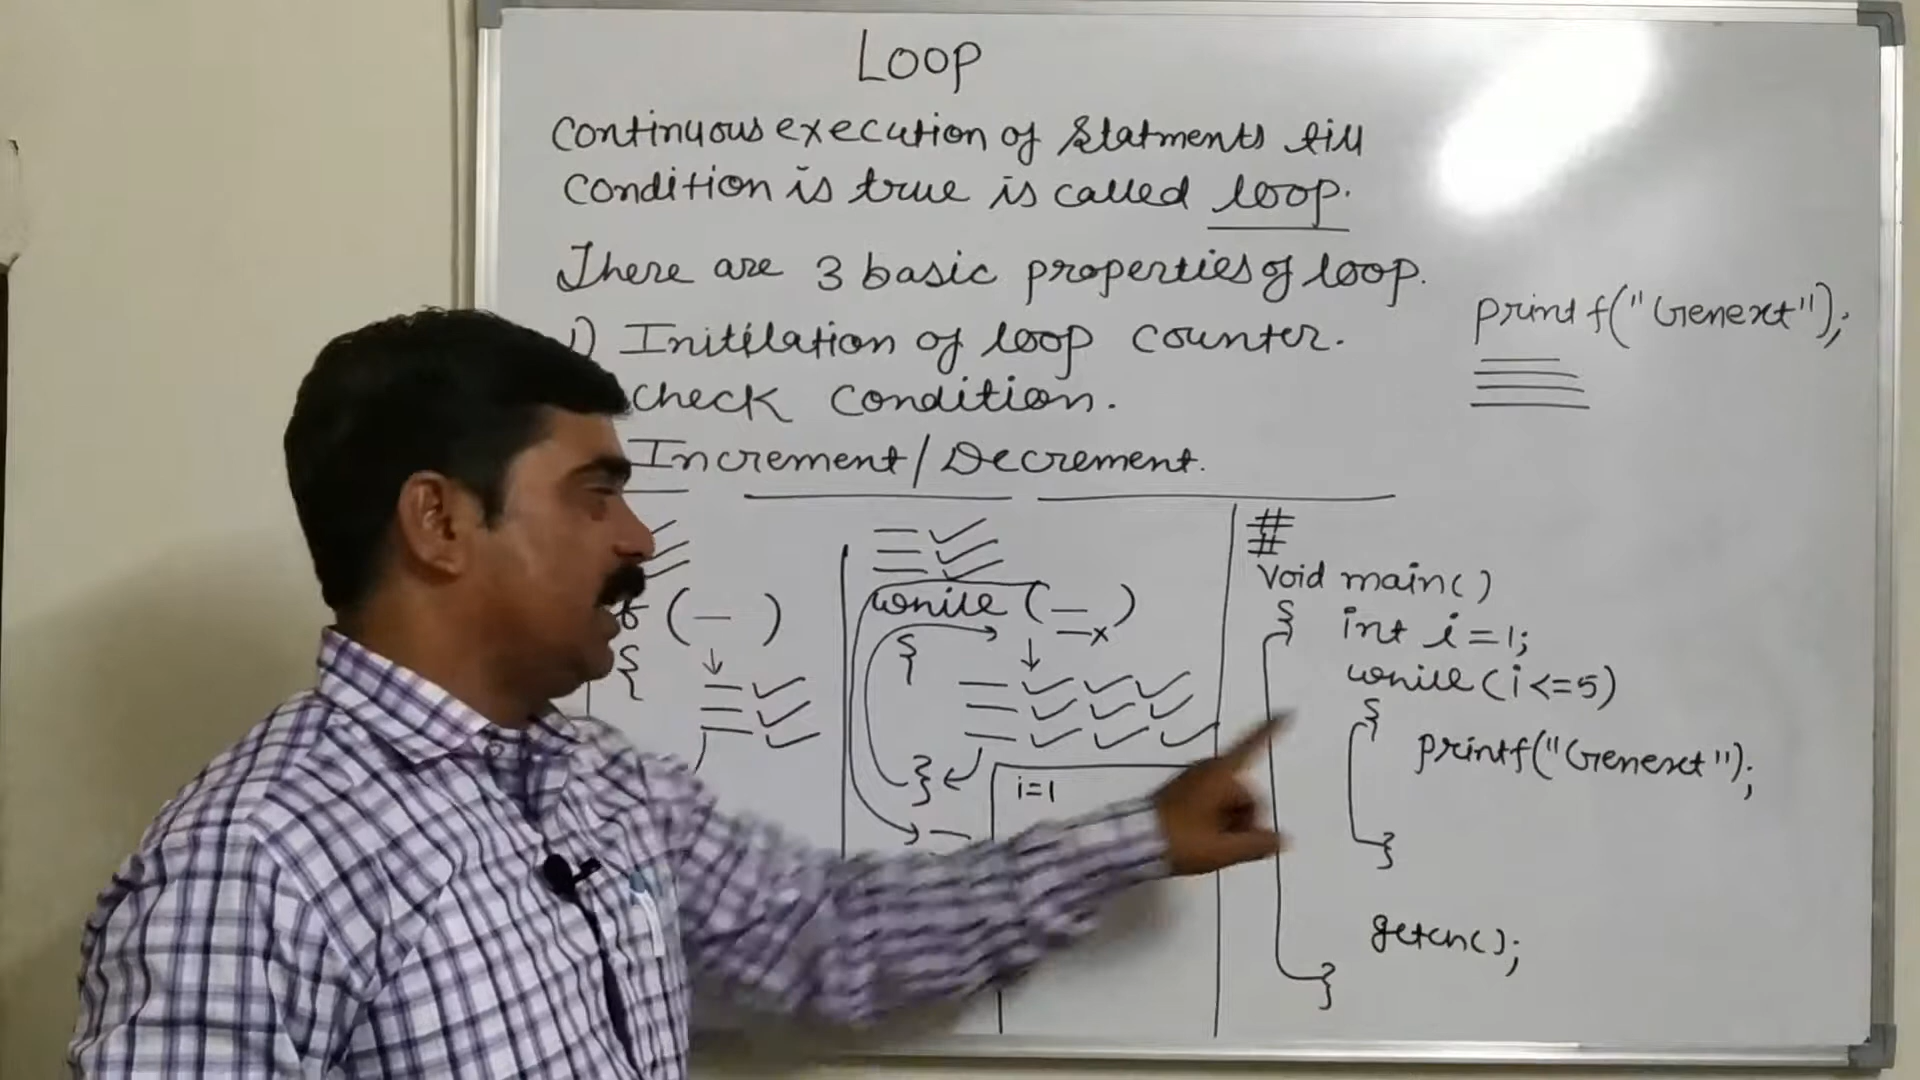 Loop
continuous execution of statments till
condition is true is called loop.
There are 3 basic properties of loop.
1) Initilation of loop counter.
check condition.
Increment/Decrement.
printf("Genext");
( — )
{
while ( — )
{
}
i=1
#
#
void main()
{
int i=1;
while(i<=5)
{
printf("Genext");
}
getch();
}